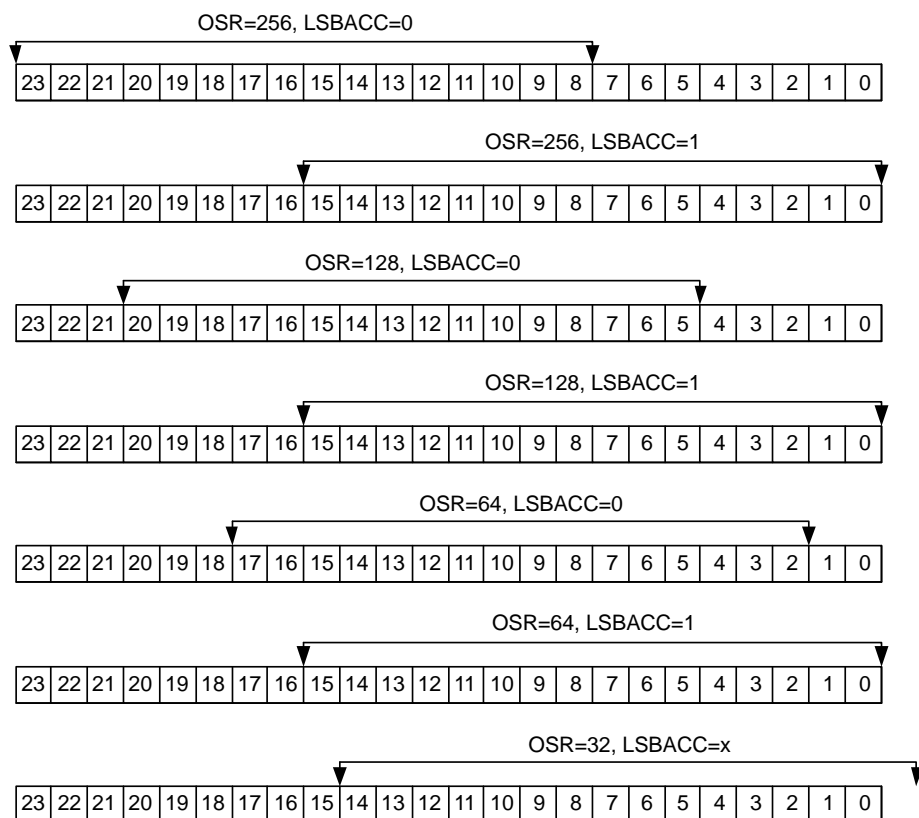 OSR=256, LSBACC=0
23 22 21 20 19 18 17 16 15 14 13 12 11 10 9 8 7 6 5 4 3 2 1 0
OSR=256, LSBACC=1
23 22 21 20 19 18 17 16 15 14 13 12 11 10 9 8 7 6 5 4 3 2 1 0
OSR=128, LSBACC=0
23 22 21 20 19 18 17 16 15 14 13 12 11 10 9 8 7 6 5 4 3 2 1 0
OSR=128, LSBACC=1
23 22 21 20 19 18 17 16 15 14 13 12 11 10 9 8 7 6 5 4 3 2 1 0
OSR=64, LSBACC=0
23 22 21 20 19 18 17 16 15 14 13 12 11 10 9 8 7 6 5 4 3 2 1 0
OSR=64, LSBACC=1
23 22 21 20 19 18 17 16 15 14 13 12 11 10 9 8 7 6 5 4 3 2 1 0
OSR=32, LSBACC=x
23 22 21 20 19 18 17 16 15 14 13 12 11 10 9 8 7 6 5 4 3 2 1 0